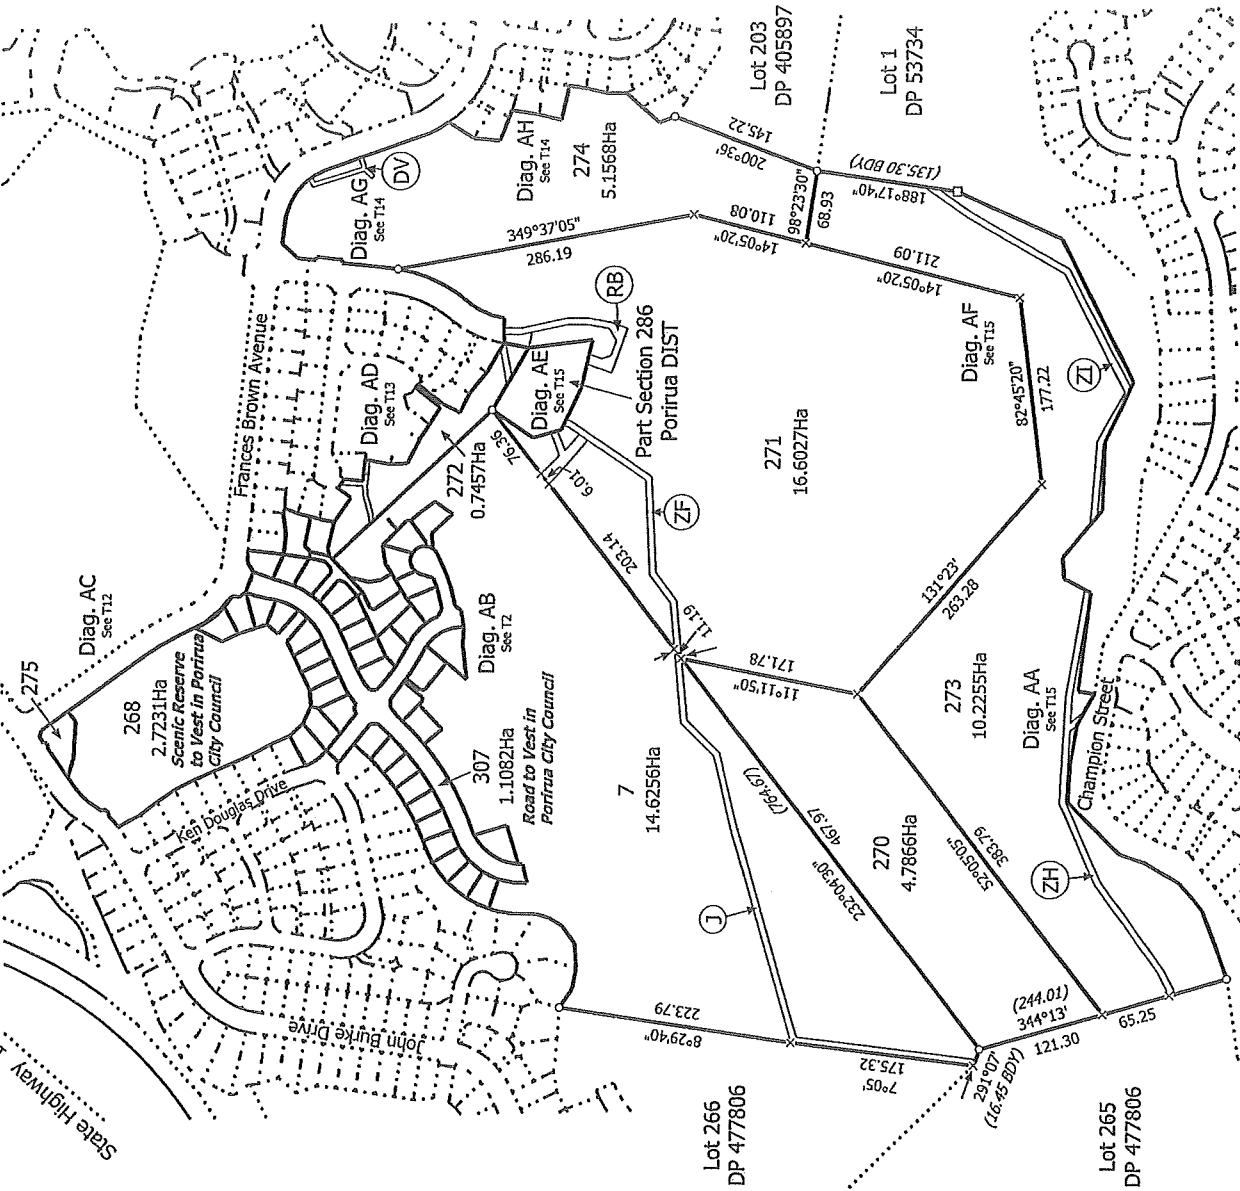 Lot 203
DP 405897
Lot 1
DP 53734
145.22
200°36'
(135.30 BDY)
188°17'40"
98°23'30"
68.93
Diag. AH
See T14
274
5.1568Ha
Diag. AG
See T14
DV
349°37'05"
286.19
110.08
14°05'20"
211.09
14°05'20"
Diag. AF
See T15
82°45'20"
177.22
ZI
RB
Part Section 286
Porirua DIST
Diag. AE
See T15
Frances Brown Avenue
Diag. AD
See T13
272
0.7457Ha
76.36
6.01
ZF
203.14
11.19
271
16.6027Ha
131°23'
263.28
171.78
11°11'50"
273
10.2255Ha
Diag. AA
See T15
Champion Street
Diag. AC
See T12
275
268
2.7231Ha
Scenic Reserve
to Vest in Porirua
City Council
Diag. AB
See T2
307
1.1082Ha
Road to Vest in
Porirua City Council
Ken Douglas Drive
John Burke Drive
State Highway
7
14.6256Ha
J
(764.67)
467.97
232°04'30"
270
4.7866Ha
383.79
52°05'05"
ZH
223.79
8°29'40"
175.32
7°05'
291°07'
(16.45 BDY)
(244.01)
344°13'
121.30
65.25
Lot 266
DP 477806
Lot 265
DP 477806